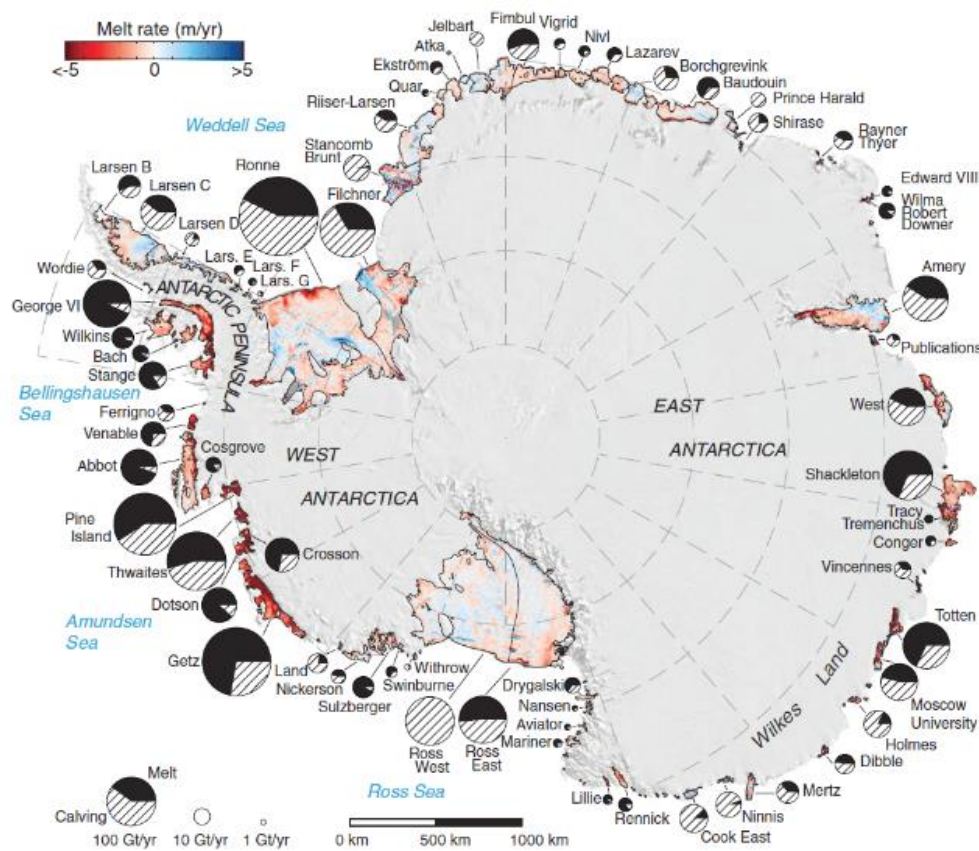 Melt rate (m/yr)
<-5
0
>5
Jelbart
Fimbul
Vigrid
Nivl
Atka
Lazarev
Ekström
Borchgrevink
Quar
Baudouin
Riiser-Larsen
Prince Harald
Shirase
Weddell Sea
Stancomb
Brunt
Rayner
Thyer
Ronne
Filchner
Larsen B
Larsen C
Edward VIII
Wilma
Robert
Downer
Larsen D
Lars. E
Lars. F
Lars. G
Wordie
George VI
Amery
ANTARCTIC PENINSULA
Wilkins
Bach
Stange
Publications
Bellingshausen
Sea
Ferrigno
Venable
West
EAST
ANTARCTICA
Cosgrove
WEST
ANTARCTICA
Abbot
Shackleton
Pine
Island
Tracy
Tremenchus
Conger
Crosson
Thwaites
Vincennes
Dotson
Amundsen
Sea
Totten
Getz
Land
Nickerson
Sulzberger
Swinburne
Withrow
Drygalski
Nansen
Aviator
Mariner
Wilkes Land
Moscow
University
Holmes
Dibble
Ross
West
Ross
East
Ross Sea
Lillie
Rennick
Cook East
Ninnis
Mertz
Melt
Calving
100 Gt/yr
10 Gt/yr
1 Gt/yr
0 km
500 km
1000 km